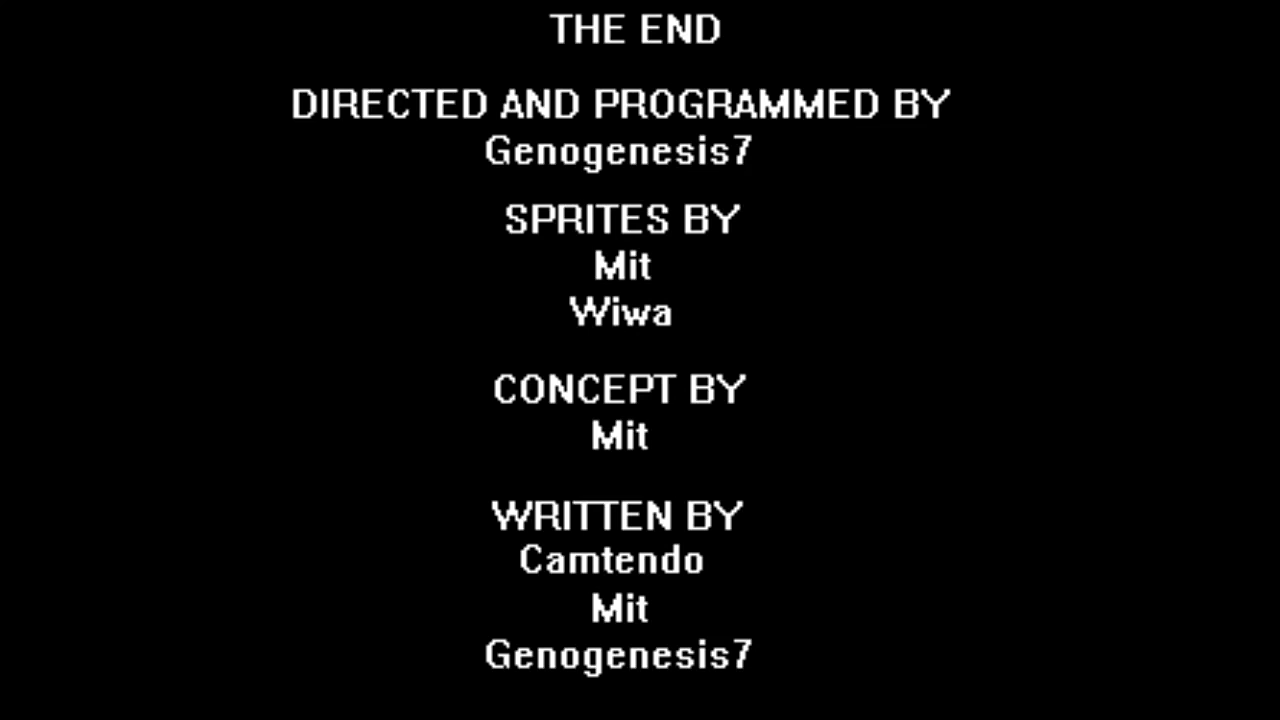 THE END
DIRECTED AND PROGRAMMED BY
Genogenesis7
SPRITES BY
Mit
Wiwa
CONCEPT BY
Mit
WRITTEN BY
Camtendo
Mit
Genogenesis7